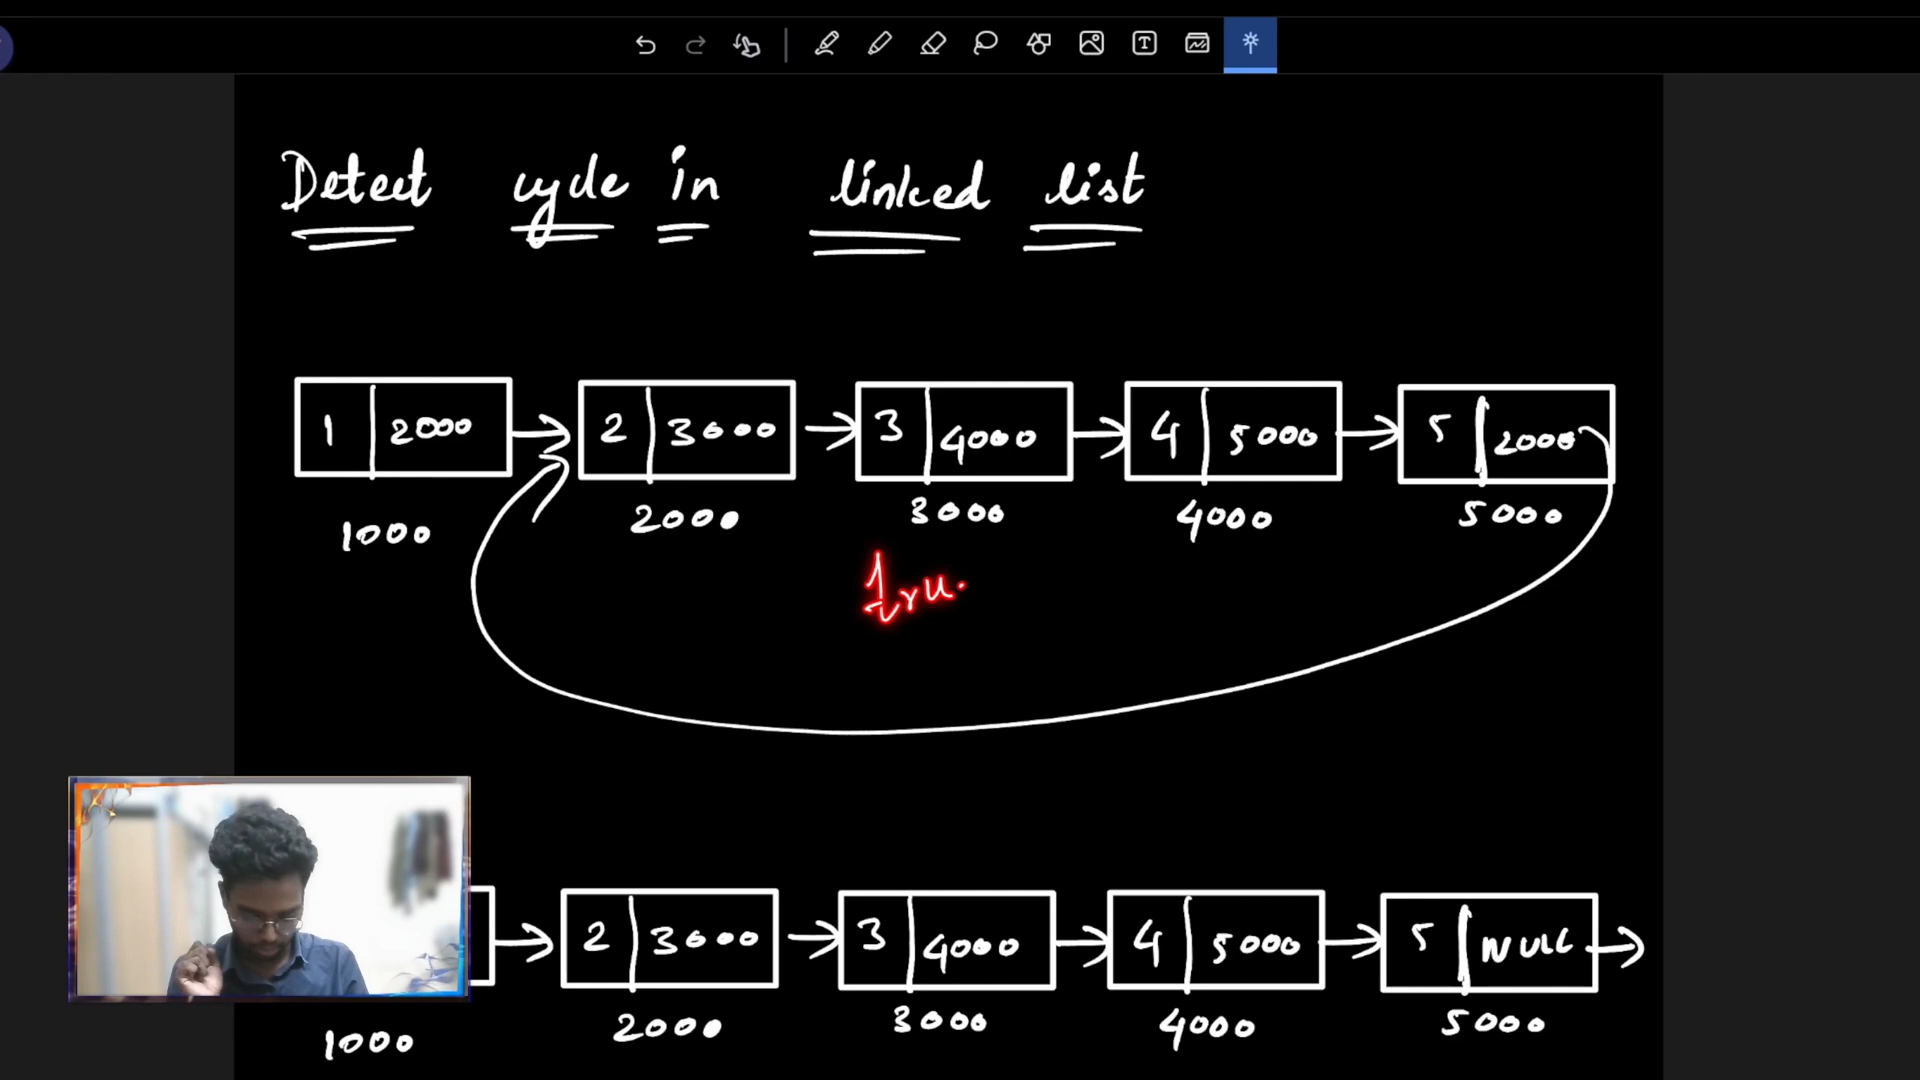 Detect cycle in linked list
1 2000 2 3000 3 4000 4 5000 5 2000
1000 2000 3000 4000 5000
tru
2 3000 3 4000 4 5000 5 NULL
1000 2000 3000 4000 5000